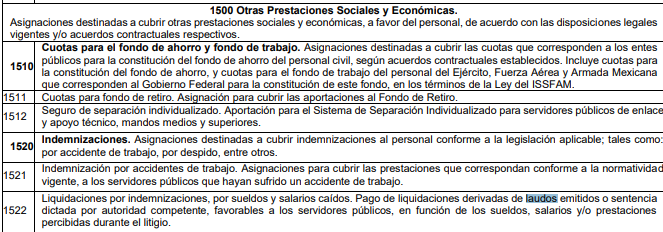 1500 Otras Prestaciones Sociales y Económicas.
Asignaciones destinadas a cubrir otras prestaciones sociales y económicas, a favor del personal, de acuerdo con las disposiciones legales
vigentes y/o acuerdos contractuales respectivos.
Cuotas para el fondo de ahorro y fondo de trabajo. Asignaciones destinadas a cubrir las cuotas que corresponden a los entes
públicos para la constitución del fondo de ahorro del personal civil, según acuerdos contractuales establecidos. Incluye cuotas para
1510 la constitución del fondo de ahorro, y cuotas para el fondo de trabajo del personal del Ejército, Fuerza Aérea y Armada Mexicana
que corresponden al Gobierno Federal para la constitución de este fondo, en los términos de la Ley del ISSFAM.
1511 Cuotas para fondo de retiro. Asignación para cubrir las aportaciones al Fondo de Retiro.
1512 Seguro de separación individualizado. Aportación para el Sistema de Separación Individualizado para servidores públicos de enlace
y apoyo técnico, mandos medios y superiores.
1520 Indemnizaciones. Asignaciones destinadas a cubrir indemnizaciones al personal conforme a la legislación aplicable; tales como:
por accidente de trabajo, por despido, entre otros.
1521 Indemnización por accidentes de trabajo. Asignaciones para cubrir las prestaciones que correspondan conforme a la normatividad
vigente, a los servidores públicos que hayan sufrido un accidente de trabajo.
Liquidaciones por indemnizaciones, por sueldos y salarios caídos. Pago de liquidaciones derivadas de laudos emitidos o sentencia
1522 dictada por autoridad competente, favorables a los servidores públicos, en función de los sueldos, salarios y/o prestaciones
percibidas durante el litigio.